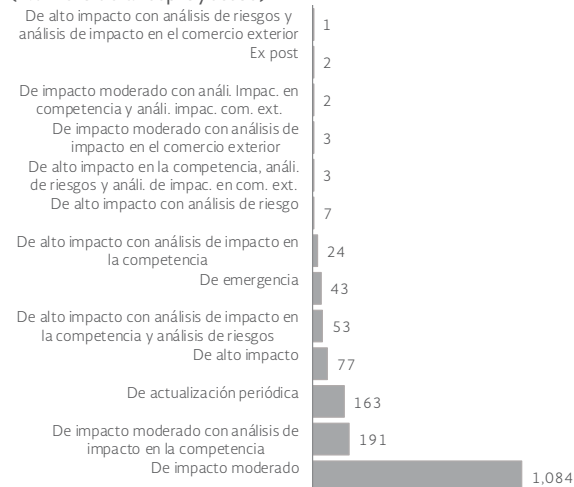 De alto impacto con análisis de riesgos y
análisis de impacto en el comercio exterior
1
Ex post
2
De impacto moderado con análi. Impac. en
competencia y análi. impac. com. ext.
2
De impacto moderado con análisis de
impacto en el comercio exterior
3
De alto impacto en la competencia, análi.
de riesgos y análi. de impac. en com. ext.
3
De alto impacto con análisis de riesgo
7
De alto impacto con análisis de impacto en
la competencia
24
De emergencia
43
De alto impacto con análisis de impacto en
la competencia y análisis de riesgos
53
De alto impacto
77
De actualización periódica
163
De impacto moderado con análisis de
impacto en la competencia
191
De impacto moderado
1,084